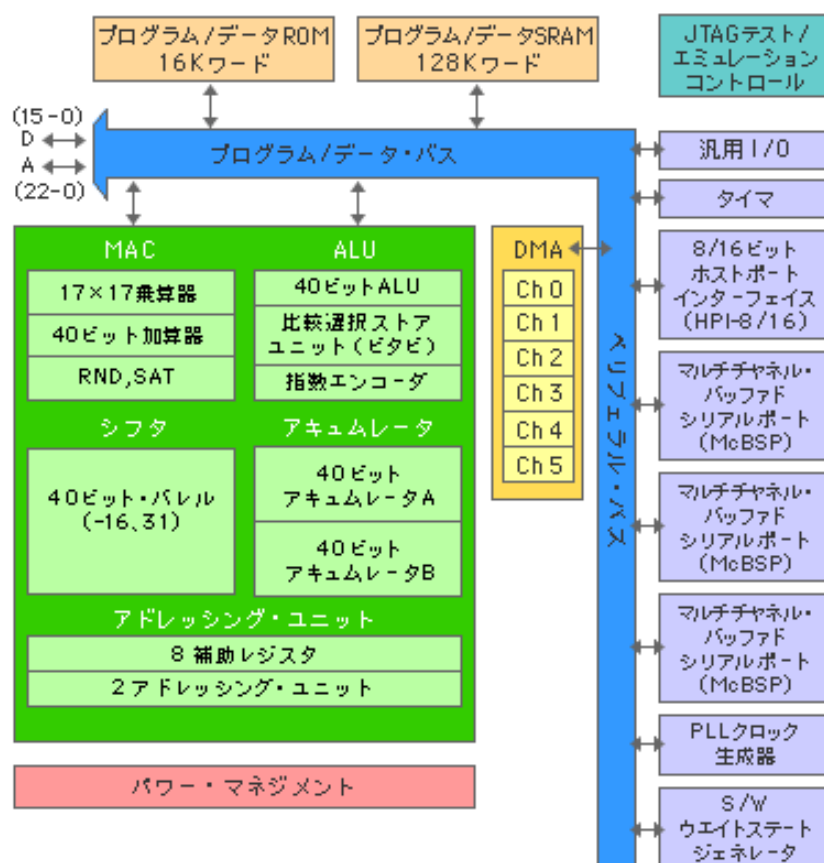 プログラム/データROM
16Kワード
プログラム/データSRAM
128Kワード
JTAGテスト/
エミュレーション
コントロール
(15-0)
D
A
(22-0)
プログラム/データ・バス
汎用I/O
タイマ
8/16ビット
ホストポート
インターフェイス
(HPI-8/16)
マルチチャネル・
バッファド
シリアルポート
(McBSP)
マルチチャネル・
バッファド
シリアルポート
(McBSP)
マルチチャネル・
バッファド
シリアルポート
(McBSP)
PLLクロック
生成器
S/W
ウエイトステート
ジェネレータ
ペリフェラル・バス
DMA
Ch 0
Ch 1
Ch 2
Ch 3
Ch 4
Ch 5
MAC
17×17乗算器
40ビット加算器
RND,SAT
ALU
40ビットALU
比較選択ストア
ユニット(ビタビ)
指数エンコーダ
シフタ
40ビット・バレル
(-16、31)
アキュムレータ
40ビット
アキュムレータA
40ビット
アキュムレータB
アドレッシング・ユニット
8 補助レジスタ
2アドレッシング・ユニット
パワー・マネジメント